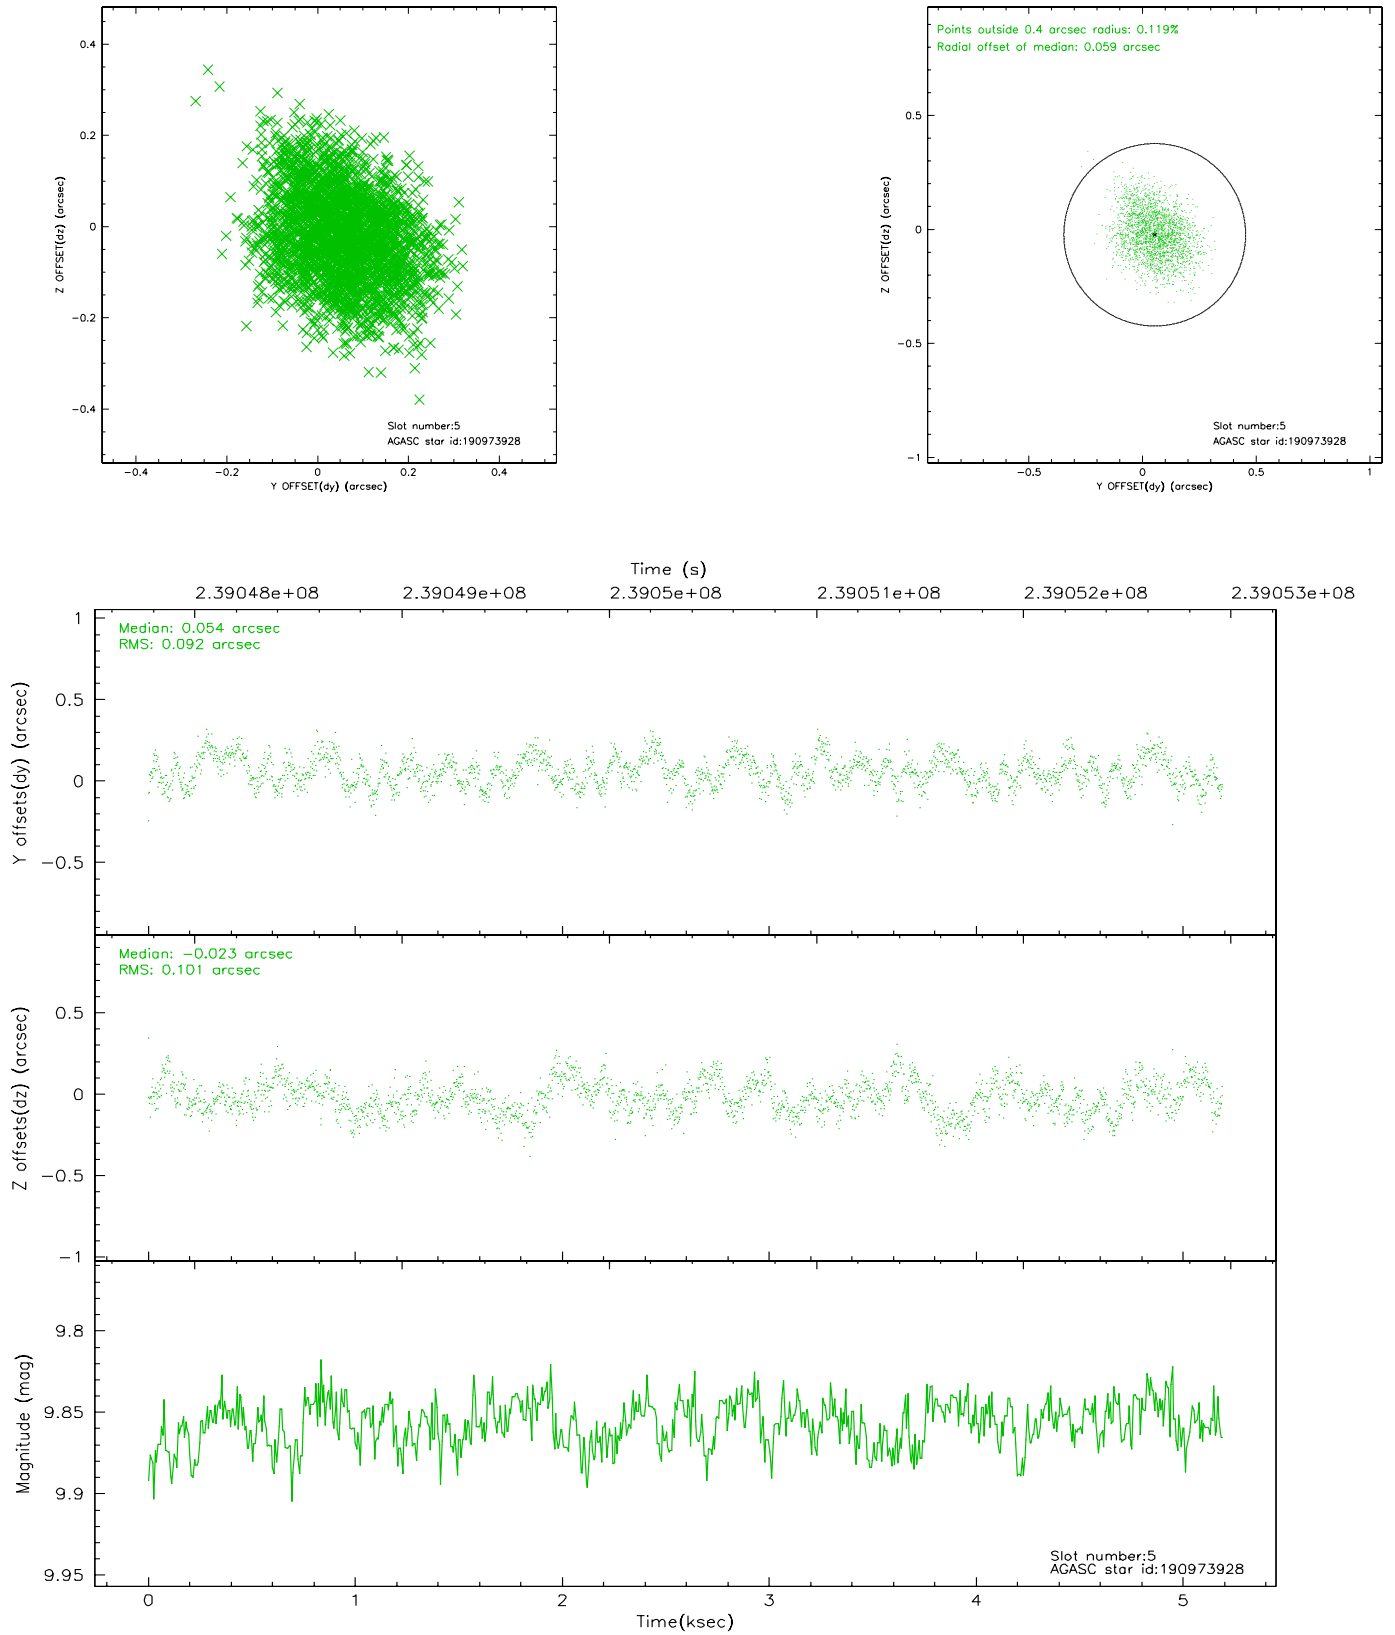 0.4
0.2
0
−0.2
−0.4
Z OFFSET(dz) (arcsec)
Slot number:5
AGASC star id:190973928
−0.4 −0.2 0 0.2 0.4
Y OFFSET(dy) (arcsec)
Points outside 0.4 arcsec radius: 0.119%
Radial offset of median: 0.059 arcsec
0.5
0
−0.5
−1
Z OFFSET(dz) (arcsec)
Slot number:5
AGASC star id:190973928
−0.5 0 0.5 1
Y OFFSET(dy) (arcsec)
Time (s)
2.39048e+08 2.39049e+08 2.3905e+08 2.39051e+08 2.39052e+08 2.39053e+08
Median: 0.054 arcsec
RMS: 0.092 arcsec
1
0.5
0
−0.5
Y offsets(dy) (arcsec)
Median: −0.023 arcsec
RMS: 0.101 arcsec
0.5
0
−0.5
−1
Z offsets(dz) (arcsec)
9.8
9.85
9.9
9.95
Magnitude (mag)
Slot number:5
AGASC star id:190973928
0 1 2 3 4 5
Time(ksec)